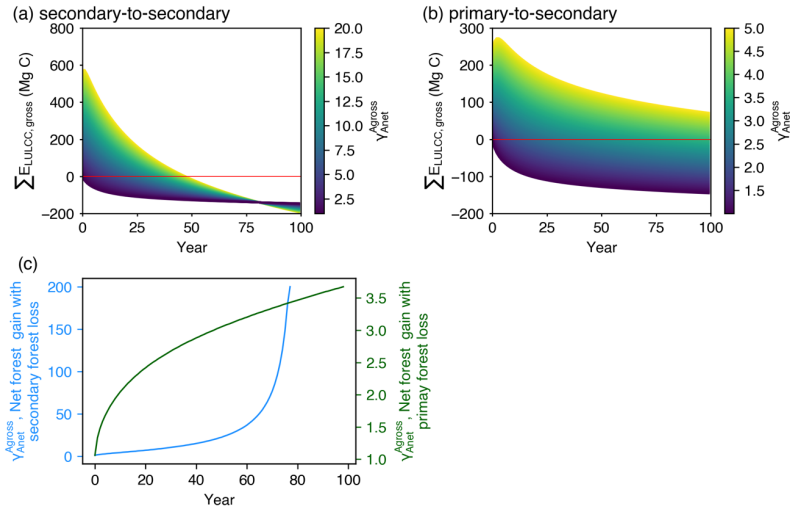 (a) secondary-to-secondary
800
600
400
200
0
−200
0 25 50 75 100
Year
∑E_LULCC, gross (Mg C)
20.0
17.5
15.0
12.5
10.0
7.5
5.0
2.5
γ^Agross_Anet
(b) primary-to-secondary
300
200
100
0
−100
−200
0 25 50 75 100
Year
∑E_LULCC, gross (Mg C)
5.0
4.5
4.0
3.5
3.0
2.5
2.0
1.5
γ^Agross_Anet
(c)
γ^Agross_Anet, Net forest gain with
secondary forest loss
200
150
100
50
0
0 20 40 60 80 100
Year
3.5
3.0
2.5
2.0
1.5
1.0
γ^Agross_Anet, Net forest gain with
primay forest loss